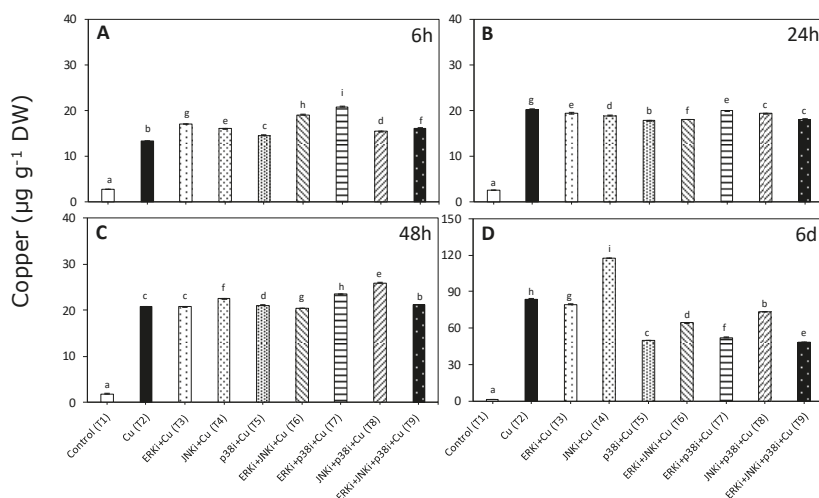 Copper (µg g⁻¹ DW)
A 6h
40
30
20
10
0
a b g e c h i d f
B 24h
40
30
20
10
0
a g e d b f e c c
C 48h
40
30
20
10
0
a c c f d g h e b
D 6d
150
120
90
60
30
0
a h g i c d f b e
Control (T1)
Cu (T2)
ERKi+Cu (T3)
JNKi+Cu (T4)
p38i+Cu (T5)
ERKi+JNKi+Cu (T6)
ERKi+p38i+Cu (T7)
JNKi+p38i+Cu (T8)
ERKi+JNKi+p38i+Cu (T9)
Control (T1)
Cu (T2)
ERKi+Cu (T3)
JNKi+Cu (T4)
p38i+Cu (T5)
ERKi+JNKi+Cu (T6)
ERKi+p38i+Cu (T7)
JNKi+p38i+Cu (T8)
ERKi+JNKi+p38i+Cu (T9)